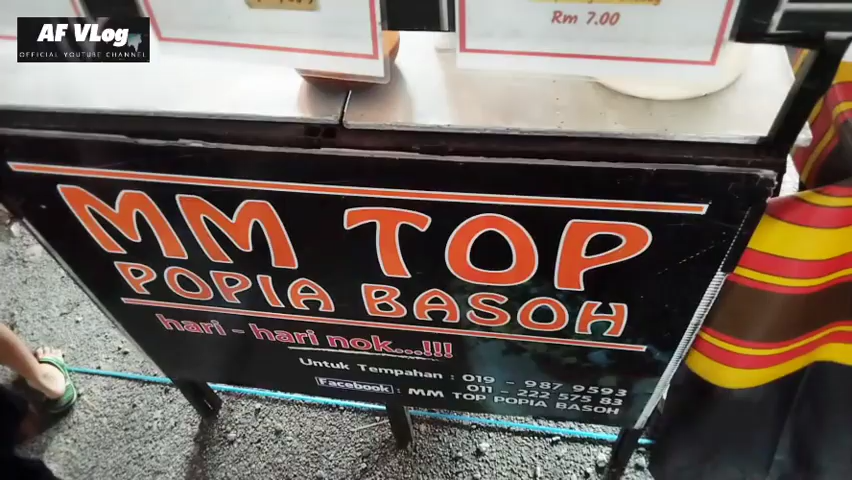 AF VLog
OFFICIAL YOUTUBE CHANNEL
Rm 7.00
MM TOP
POPIA BASOH
hari - hari nok...!!!
Untuk Tempahan : 019 - 987 9593
011 - 222 575 83
Facebook : MM TOP POPIA BASOH